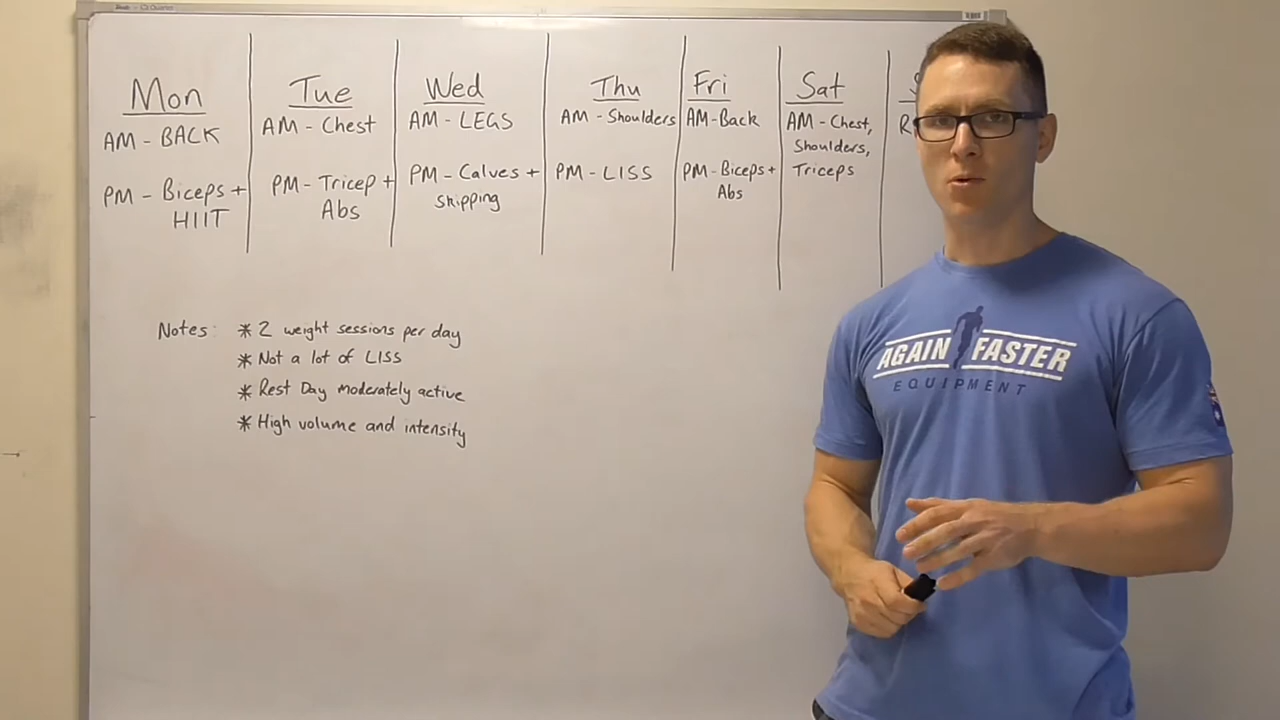 Mon
AM - BACK
PM - Biceps +
HIIT
Tue
AM - Chest
PM - Tricep +
Abs
Wed
AM - LEGS
PM - Calves +
skipping
Thu
AM - Shoulders
PM - LISS
Fri
AM - Back
PM - Biceps +
Abs
Sat
AM - Chest,
Shoulders,
Triceps
Notes: * 2 weight sessions per day
* Not a lot of LISS
* Rest Day moderately active
* High volume and intensity
AGAIN FASTER
EQUIPMENT